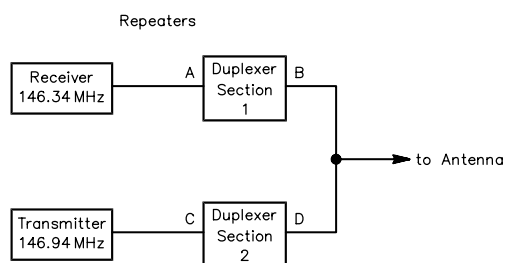 Repeaters
Receiver
146.34 MHz
A
Duplexer
Section
1
B
to Antenna
Transmitter
146.94 MHz
C
Duplexer
Section
2
D